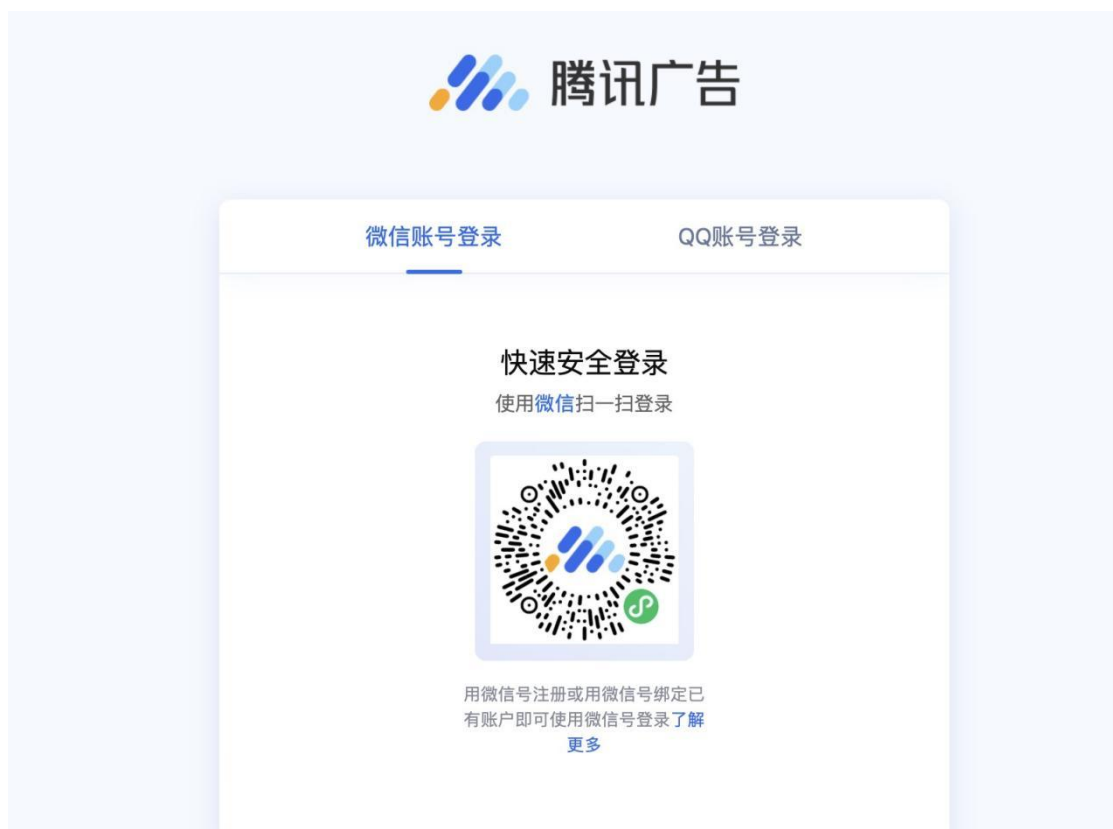 腾讯广告
微信账号登录
QQ账号登录
快速安全登录
使用微信扫一扫登录
用微信号注册或用微信号绑定已
有账户即可使用微信号登录了解
更多